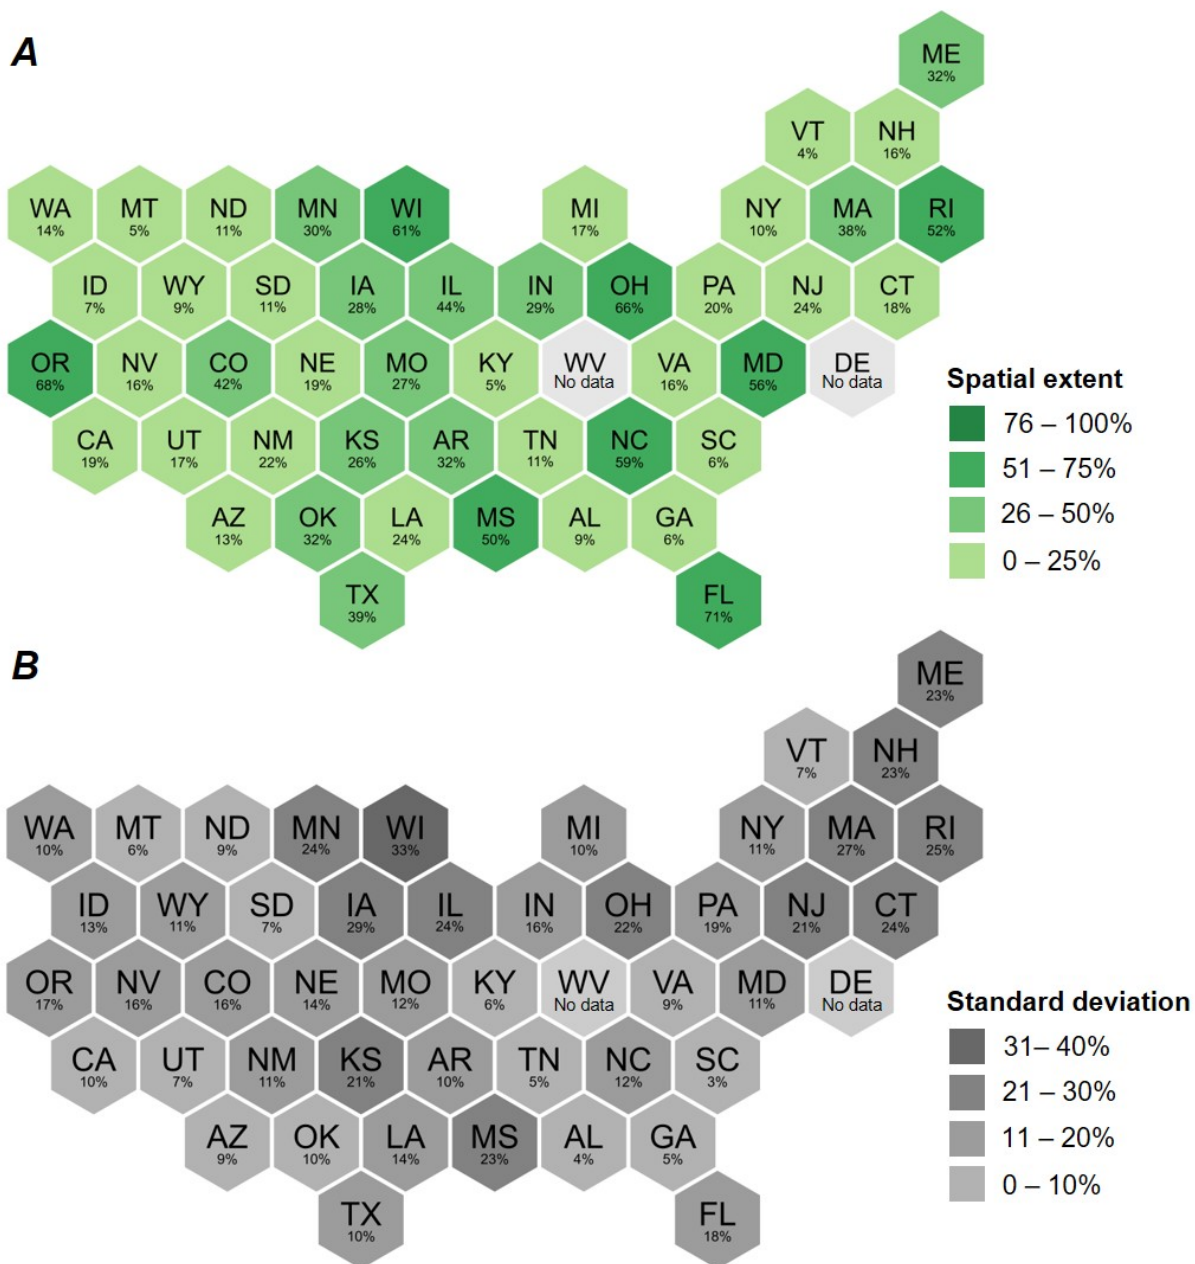 A
ME
32%
VT NH
4% 16%
WA MT ND MN WI MI NY MA RI
14% 5% 11% 30% 61% 17% 10% 38% 52%
ID WY SD IA IL IN OH PA NJ CT
7% 9% 11% 28% 44% 29% 66% 20% 24% 18%
OR NV CO NE MO KY WV VA MD DE
68% 16% 42% 19% 27% 5% No data 16% 56% No data
CA UT NM KS AR TN NC SC
19% 17% 22% 26% 32% 11% 59% 6%
AZ OK LA MS AL GA
13% 32% 24% 50% 9% 6%
TX FL
39% 71%
Spatial extent
76 – 100%
51 – 75%
26 – 50%
0 – 25%
B
ME
23%
VT NH
7% 23%
WA MT ND MN WI MI NY MA RI
10% 6% 9% 24% 33% 10% 11% 27% 25%
ID WY SD IA IL IN OH PA NJ CT
13% 11% 7% 29% 24% 16% 22% 19% 21% 24%
OR NV CO NE MO KY WV VA MD DE
17% 16% 16% 14% 12% 6% No data 9% 11% No data
CA UT NM KS AR TN NC SC
10% 7% 11% 21% 10% 5% 12% 3%
AZ OK LA MS AL GA
9% 10% 14% 23% 4% 5%
TX FL
10% 18%
Standard deviation
31– 40%
21 – 30%
11 – 20%
0 – 10%